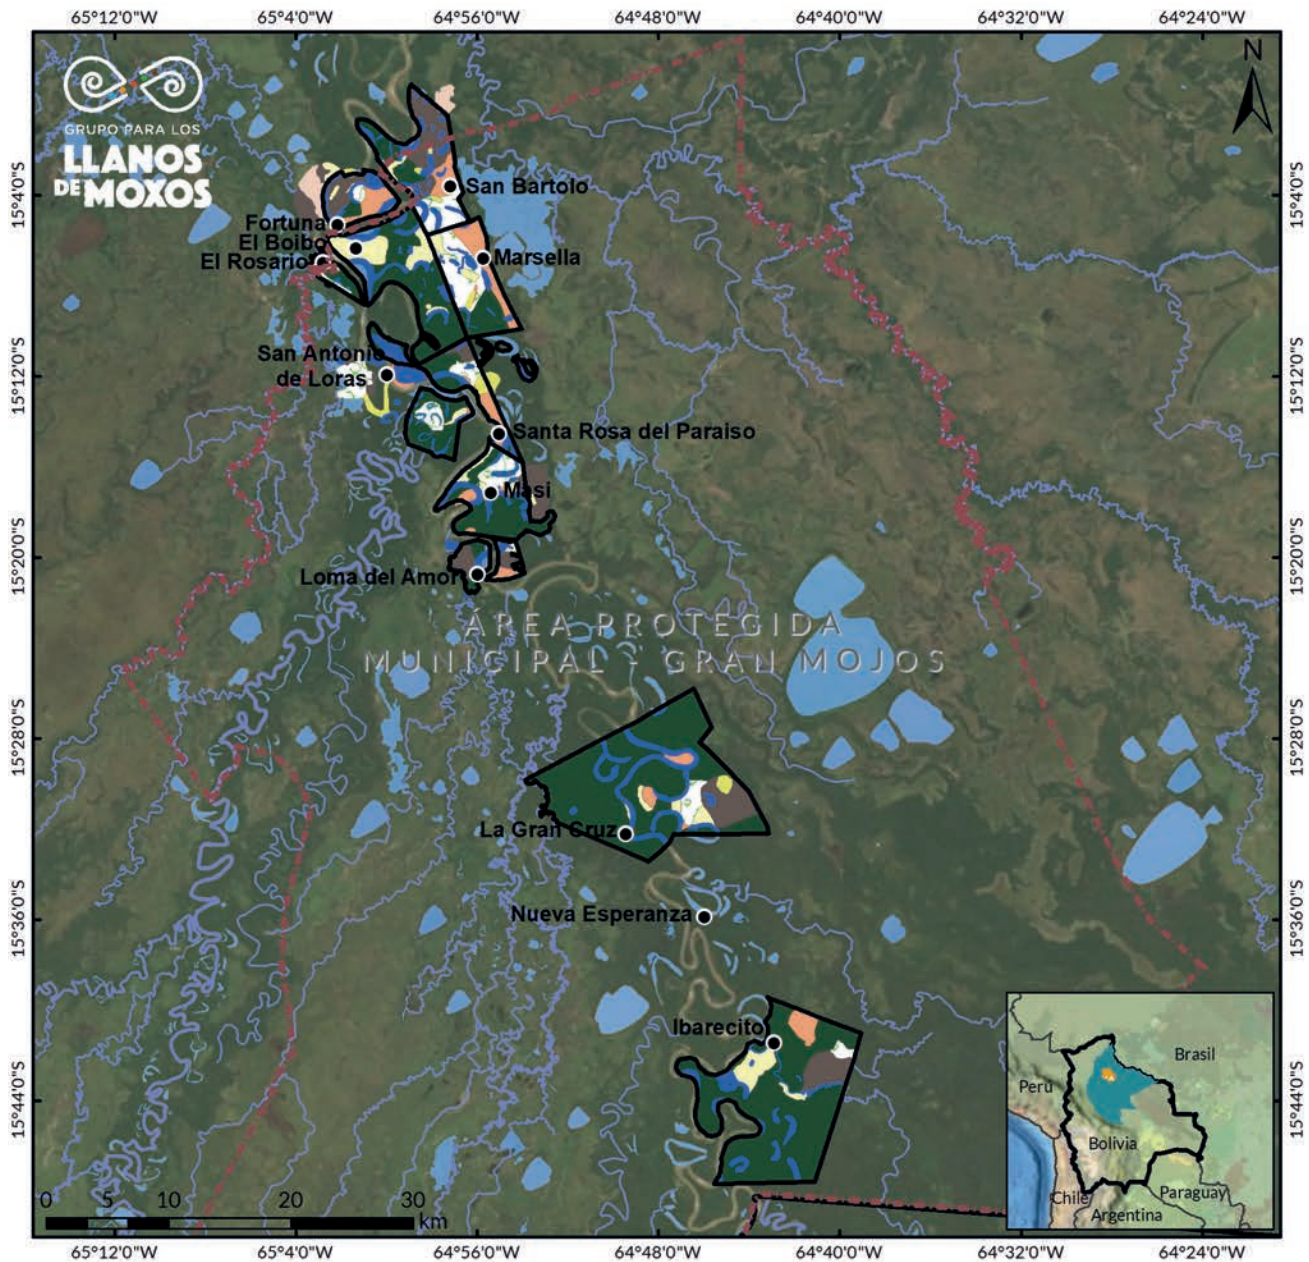 65°12'0"W 65°4'0"W 64°56'0"W 64°48'0"W 64°40'0"W 64°32'0"W 64°24'0"W
N
GRUPO PARA LOS
LLANOS
DE MOXOS
15°4'0"S
15°4'0"S
San Bartolo
Fortuna
El Boibo
El Rosario
Marsella
15°12'0"S
15°12'0"S
San Antonio
de Loras
Santa Rosa del Paraiso
Masi
15°20'0"S
15°20'0"S
Loma del Amor
ÁREA PROTEGIDA
MUNICIPAL - GRAN MOJOS
15°28'0"S
15°28'0"S
La Gran Cruz
15°36'0"S
15°36'0"S
Nueva Esperanza
Ibarecito
15°44'0"S
15°44'0"S
Brasil
Perú
Bolivia
Chile
Paraguay
Argentina
0 5 10 20 30
km
65°12'0"W 65°4'0"W 64°56'0"W 64°48'0"W 64°40'0"W 64°32'0"W 64°24'0"W